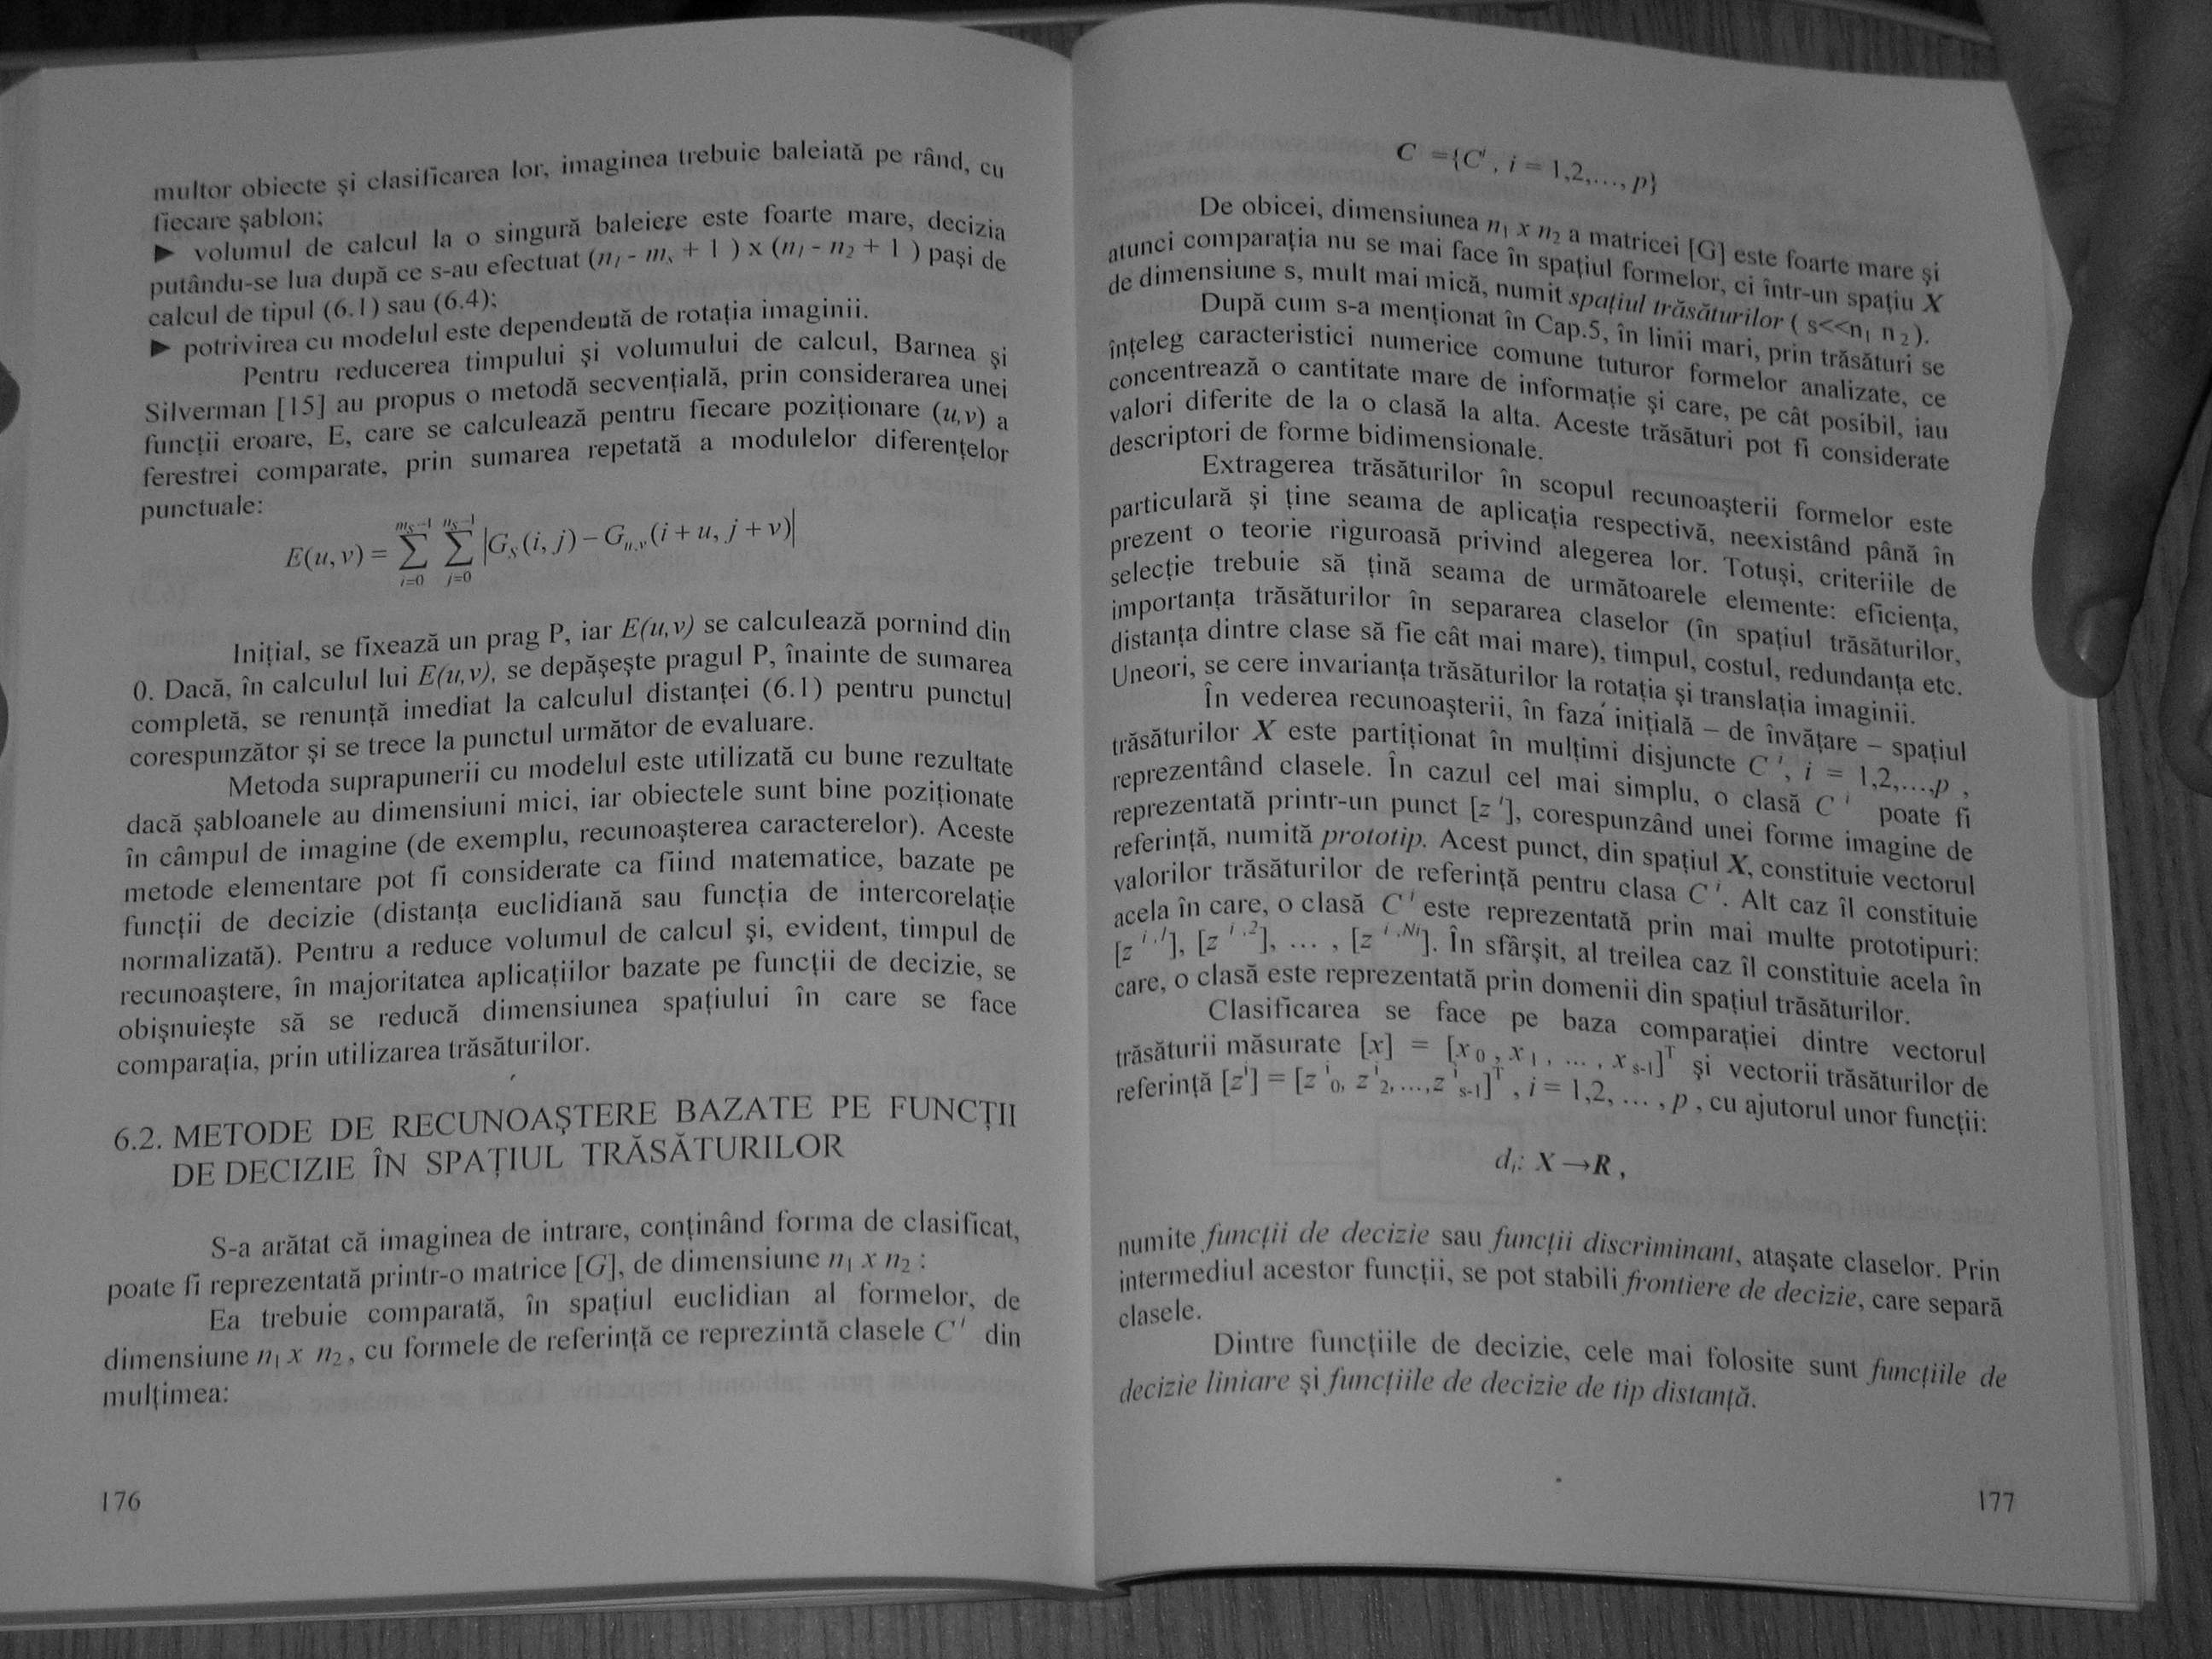 multor obiecte şi clasificarea lor, imaginea trebuie baleiată pe rând, cu
fiecare şablon;
► volumul de calcul la o singură baleiere este foarte mare, decizia
putându-se lua după ce s-au efectuat (n₁ - mₛ + 1 ) x (n₁ - n₂ + 1 ) paşi de
calcul de tipul (6.1) sau (6.4);
► potrivirea cu modelul este dependentă de rotaţia imaginii.
Pentru reducerea timpului şi volumului de calcul, Barnea şi
Silverman [15] au propus o metodă secvenţială, prin considerarea unei
funcţii eroare, E, care se calculează pentru fiecare poziţionare (u,v) a
ferestrei comparate, prin sumarea repetată a modulelor diferenţelor
punctuale:
E(u,v) = ∑_{i=0}^{m_S-1} ∑_{j=0}^{n_S-1} |G_S(i, j) − G_{u,v}(i + u, j + v)|
Iniţial, se fixează un prag P, iar E(u,v) se calculează pornind din
0. Dacă, în calculul lui E(u,v), se depăşeşte pragul P, înainte de sumarea
completă, se renunţă imediat la calculul distanţei (6.1) pentru punctul
corespunzător şi se trece la punctul următor de evaluare.
Metoda suprapunerii cu modelul este utilizată cu bune rezultate
dacă şabloanele au dimensiuni mici, iar obiectele sunt bine poziţionate
în câmpul de imagine (de exemplu, recunoaşterea caracterelor). Aceste
metode elementare pot fi considerate ca fiind matematice, bazate pe
funcţii de decizie (distanţa euclidiană sau funcţia de intercorelaţie
normalizată). Pentru a reduce volumul de calcul şi, evident, timpul de
recunoaştere, în majoritatea aplicaţiilor bazate pe funcţii de decizie, se
obişnuieşte să se reducă dimensiunea spaţiului în care se face
comparaţia, prin utilizarea trăsăturilor.
6.2. METODE DE RECUNOAŞTERE BAZATE PE FUNCŢII
DE DECIZIE ÎN SPAŢIUL TRĂSĂTURILOR
S-a arătat că imaginea de intrare, conţinând forma de clasificat,
poate fi reprezentată printr-o matrice [G], de dimensiune n₁ x n₂ :
Ea trebuie comparată, în spaţiul euclidian al formelor, de
dimensiune n₁ x n₂, cu formele de referinţă ce reprezintă clasele Cⁱ din
mulţimea:
176
C ={Cⁱ , i = 1,2,..., p}
De obicei, dimensiunea n₁ x n₂ a matricei [G] este foarte mare şi
atunci comparaţia nu se mai face în spaţiul formelor, ci într-un spaţiu X
de dimensiune s, mult mai mică, numit spaţiul trăsăturilor ( s<<n₁ n₂).
După cum s-a menţionat în Cap.5, în linii mari, prin trăsături se
înţeleg caracteristici numerice comune tuturor formelor analizate, ce
concentrează o cantitate mare de informaţie şi care, pe cât posibil, iau
valori diferite de la o clasă la alta. Aceste trăsături pot fi considerate
descriptori de forme bidimensionale.
Extragerea trăsăturilor în scopul recunoaşterii formelor este
particulară şi ţine seama de aplicaţia respectivă, neexistând până în
prezent o teorie riguroasă privind alegerea lor. Totuşi, criteriile de
selecţie trebuie să ţină seama de următoarele elemente: eficienţa,
importanţa trăsăturilor în separarea claselor (în spaţiul trăsăturilor,
distanţa dintre clase să fie cât mai mare), timpul, costul, redundanţa etc.
Uneori, se cere invarianţa trăsăturilor la rotaţia şi translaţia imaginii.
În vederea recunoaşterii, în faza iniţială – de învăţare – spaţiul
trăsăturilor X este partiţionat în mulţimi disjuncte C ⁱ, i = 1,2,...,p ,
reprezentând clasele. În cazul cel mai simplu, o clasă C ⁱ poate fi
reprezentată printr-un punct [z ⁱ], corespunzând unei forme imagine de
referinţă, numită prototip. Acest punct, din spaţiul X, constituie vectorul
valorilor trăsăturilor de referinţă pentru clasa C ⁱ. Alt caz îl constituie
acela în care, o clasă C ⁱ este reprezentată prin mai multe prototipuri:
[z ^{i,1}], [z ^{i,2}], ... , [z ^{i,Ni}]. În sfârşit, al treilea caz îl constituie acela în
care, o clasă este reprezentată prin domenii din spaţiul trăsăturilor.
Clasificarea se face pe baza comparaţiei dintre vectorul
trăsăturii măsurate [x] = [x₀ , x₁ , ... , x_{s-1}]ᵀ şi vectorii trăsăturilor de
referinţă [zⁱ] = [z ⁱ₀, z ⁱ₂,...,z ⁱ_{s-1}]ᵀ , i = 1,2, ... , p , cu ajutorul unor funcţii:
dᵢ: X →R ,
numite funcţii de decizie sau funcţii discriminant, ataşate claselor. Prin
intermediul acestor funcţii, se pot stabili frontiere de decizie, care separă
clasele.
Dintre funcţiile de decizie, cele mai folosite sunt funcţiile de
decizie liniare şi funcţiile de decizie de tip distanţă.
177